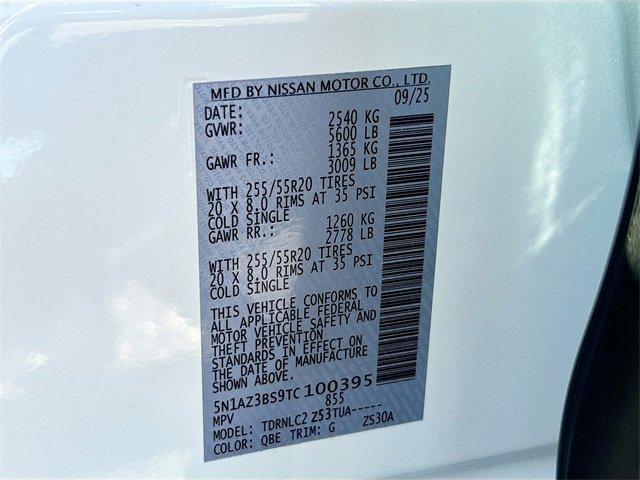 MFD BY NISSAN MOTOR CO., LTD.
DATE: 09/25
GVWR: 2540 KG
5600 LB
GAWR FR.: 1365 KG
3009 LB
WITH 255/55R20 TIRES
20 X 8.0 RIMS AT 35 PSI
COLD SINGLE
GAWR RR.: 1260 KG
2778 LB
WITH 255/55R20 TIRES
20 X 8.0 RIMS AT 35 PSI
COLD SINGLE
THIS VEHICLE CONFORMS TO
ALL APPLICABLE FEDERAL
MOTOR VEHICLE SAFETY AND
THEFT PREVENTION
STANDARDS IN EFFECT ON
THE DATE OF MANUFACTURE
SHOWN ABOVE.
5N1AZ3BS9TC100395
MPV 855
MODEL: TDRNLC2 Z53TUA-----
COLOR: QBE TRIM: G ZS30A